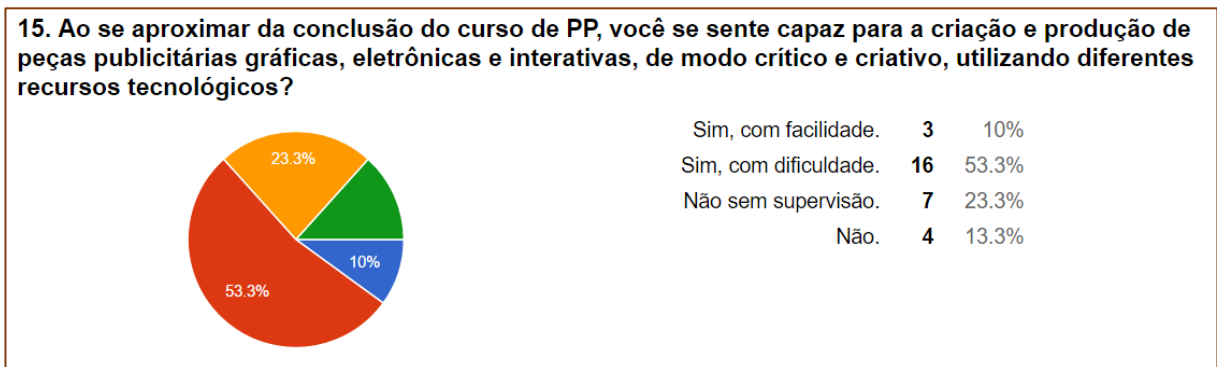 15. Ao se aproximar da conclusão do curso de PP, você se sente capaz para a criação e produção de
peças publicitárias gráficas, eletrônicas e interativas, de modo crítico e criativo, utilizando diferentes
recursos tecnológicos?
23.3%
10%
53.3%
Sim, com facilidade. 3 10%
Sim, com dificuldade. 16 53.3%
Não sem supervisão. 7 23.3%
Não. 4 13.3%